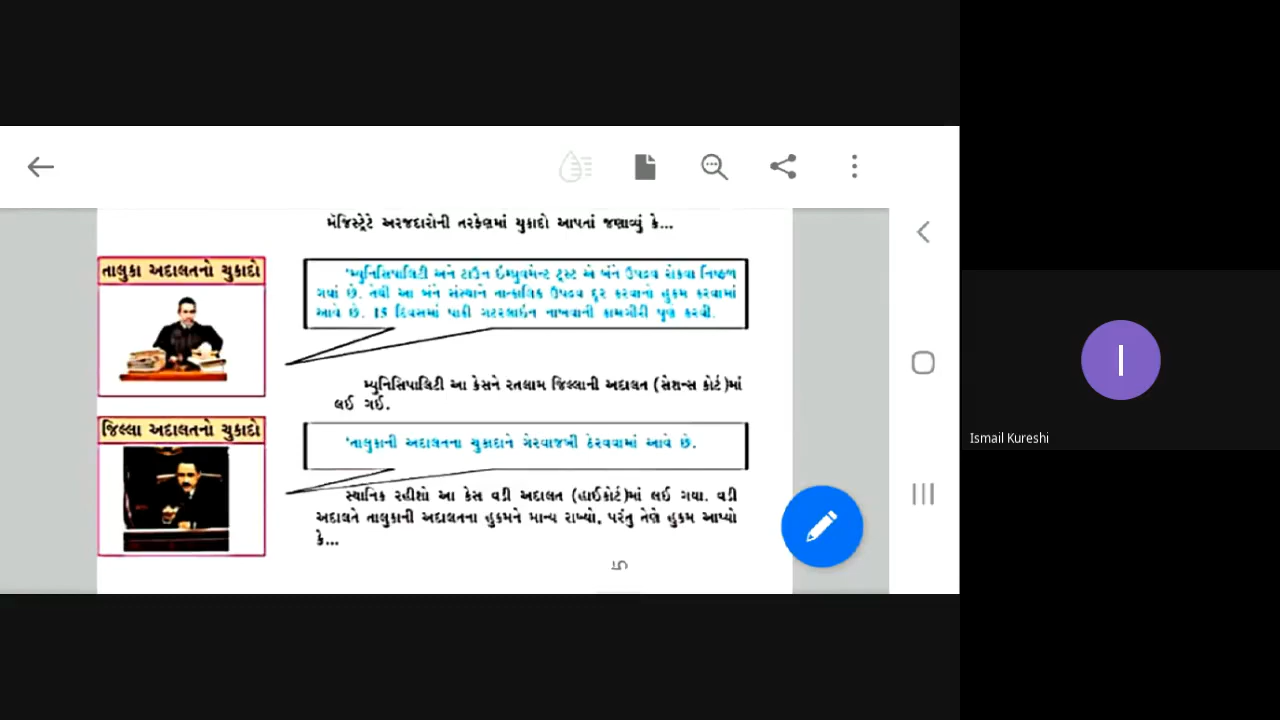 મેજિસ્ટ્રેટે અરજદારોની તરફેણમાં ચુકાદો આપતાં જણાવ્યું કે...
તાલુકા અદાલતનો ચુકાદો
'મ્યુનિસિપાલિટી અને ટાઉન ઇમ્પ્રુવમેન્ટ ટ્રસ્ટ એ બંને ઉપદ્રવ રોકવા નિષ્ફળ
ગયાં છે. તેથી આ બંને સંસ્થાને તાત્કાલિક ઉપદ્રવ દૂર કરવાનો હુકમ કરવામાં
આવે છે. 15 દિવસમાં પાકી ગટરલાઇન નાખવાની કામગીરી પૂર્ણ કરવી.
મ્યુનિસિપાલિટી આ કેસને રતલામ જિલ્લાની અદાલત (સેશન્સ કોર્ટ)માં
લઈ ગઈ.
જિલ્લા અદાલતનો ચુકાદો
'તાલુકાની અદાલતના ચુકાદાને ગેરવાજબી ઠેરવવામાં આવે છે.
સ્થાનિક રહીશો આ કેસ વડી અદાલત (હાઈકોર્ટ)માં લઈ ગયા. વડી
અદાલતે તાલુકાની અદાલતના હુકમને માન્ય રાખ્યો, પરંતુ તેણે હુકમ આપ્યો
કે...
I
Ismail Kureshi